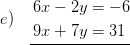 e) 6x - 2y = -6
9x + 7y = 31